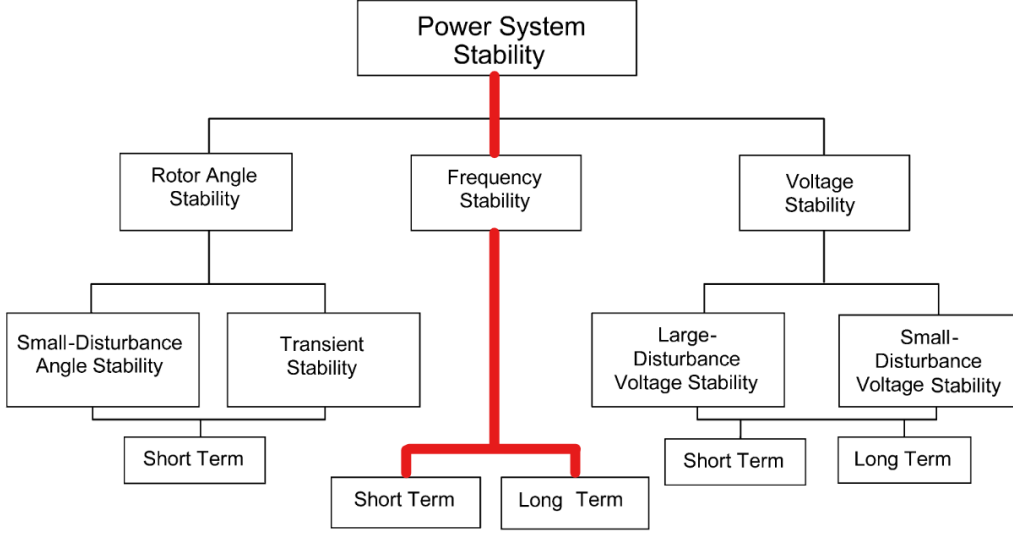 Power System
Stability
Rotor Angle
Stability
Frequency
Stability
Voltage
Stability
Small-Disturbance
Angle Stability
Transient
Stability
Large-
Disturbance
Voltage Stability
Small-
Disturbance
Voltage Stability
Short Term
Short Term
Long Term
Short Term
Long Term